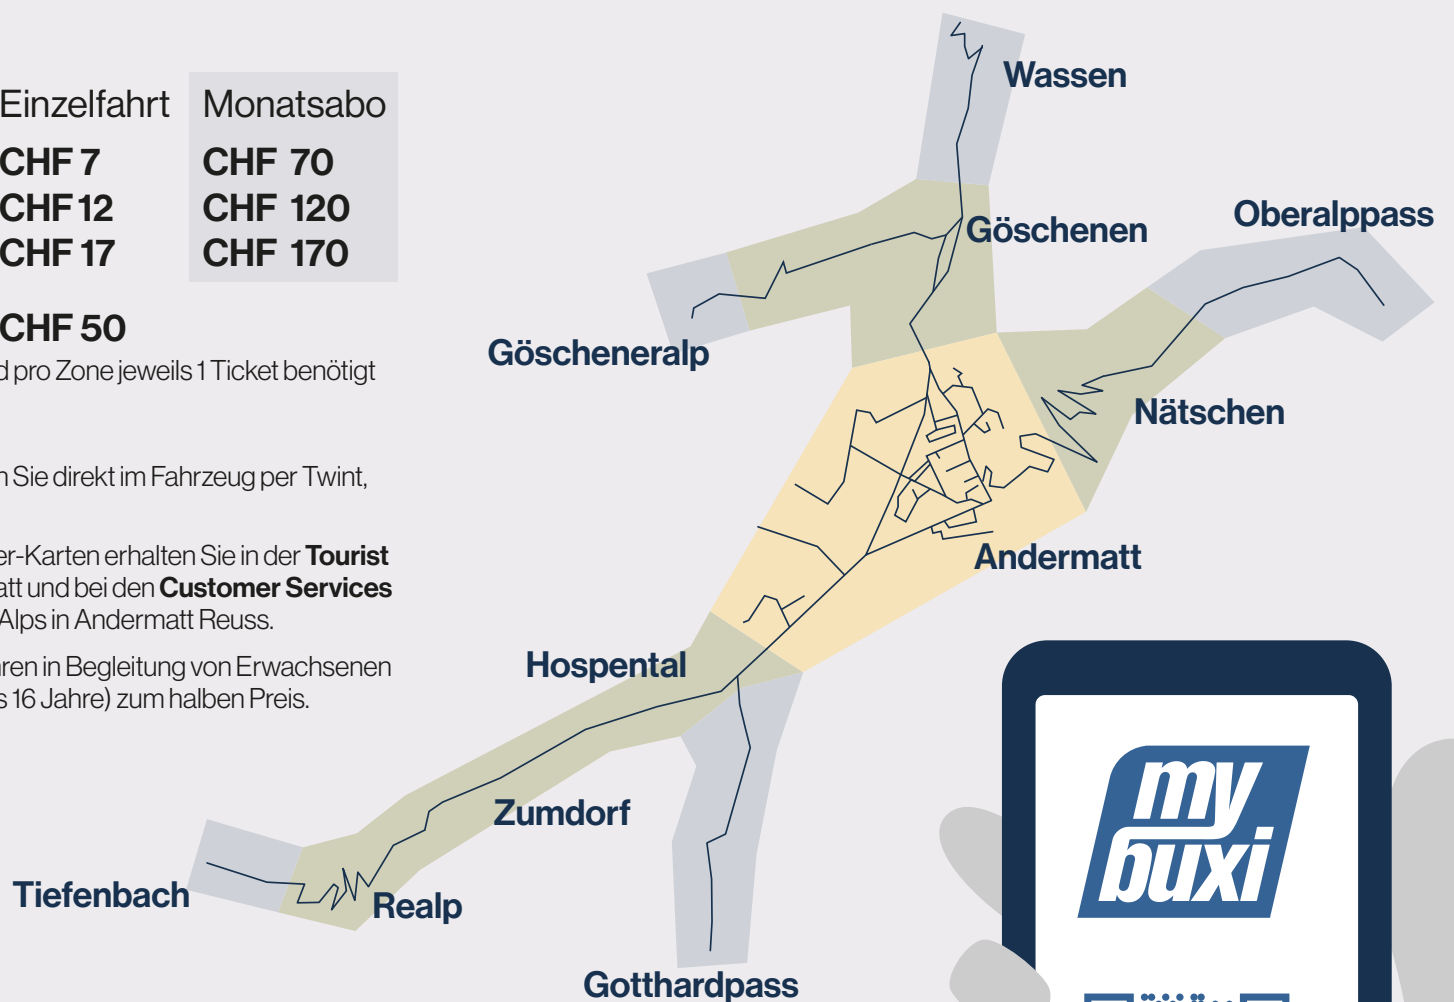 Einzelfahrt Monatsabo
CHF 7 CHF 70
CHF 12 CHF 120
CHF 17 CHF 170
CHF 50
d pro Zone jeweils 1 Ticket benötigt
n Sie direkt im Fahrzeug per Twint,
er-Karten erhalten Sie in der Tourist
att und bei den Customer Services
Alps in Andermatt Reuss.
hren in Begleitung von Erwachsenen
s 16 Jahre) zum halben Preis.
Wassen
Oberalppass
Göschenen
Göscheneralp
Nätschen
Andermatt
Hospental
Zumdorf
Tiefenbach
Realp
Gotthardpass
my
buxi